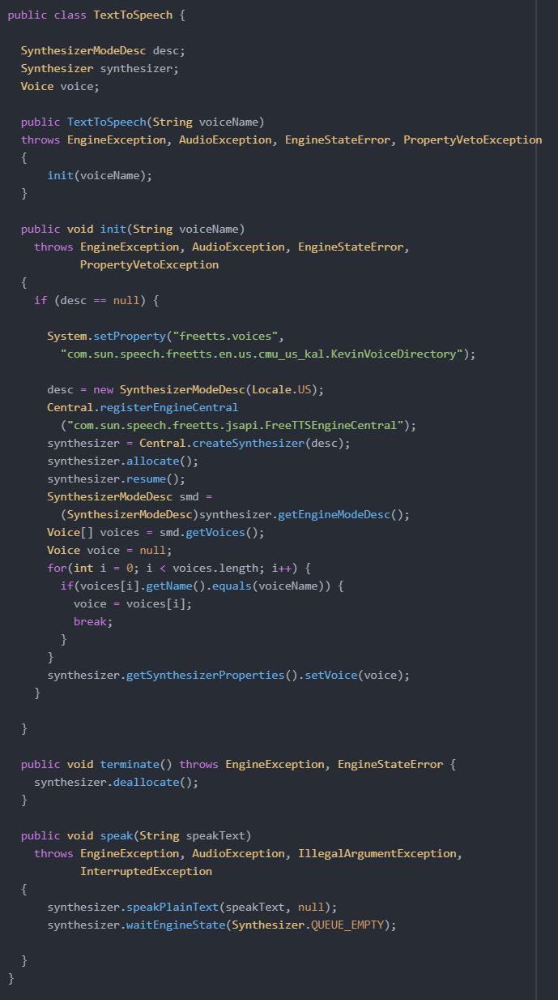 public class TextToSpeech {
  SynthesizerModeDesc desc;
  Synthesizer synthesizer;
  Voice voice;
  public TextToSpeech(String voiceName)
  throws EngineException, AudioException, EngineStateError, PropertyVetoException
  {
      init(voiceName);
  }
  public void init(String voiceName)
    throws EngineException, AudioException, EngineStateError,
           PropertyVetoException
  {
    if (desc == null) {
      System.setProperty("freetts.voices",
        "com.sun.speech.freetts.en.us.cmu_us_kal.KevinVoiceDirectory");
      desc = new SynthesizerModeDesc(Locale.US);
      Central.registerEngineCentral
        ("com.sun.speech.freetts.jsapi.FreeTTSEngineCentral");
      synthesizer = Central.createSynthesizer(desc);
      synthesizer.allocate();
      synthesizer.resume();
      SynthesizerModeDesc smd =
        (SynthesizerModeDesc)synthesizer.getEngineModeDesc();
      Voice[] voices = smd.getVoices();
      Voice voice = null;
      for(int i = 0; i < voices.length; i++) {
        if(voices[i].getName().equals(voiceName)) {
          voice = voices[i];
          break;
        }
      }
      synthesizer.getSynthesizerProperties().setVoice(voice);
    }
  }
  public void terminate() throws EngineException, EngineStateError {
    synthesizer.deallocate();
  }
  public void speak(String speakText)
    throws EngineException, AudioException, IllegalArgumentException,
           InterruptedException
  {
      synthesizer.speakPlainText(speakText, null);
      synthesizer.waitEngineState(Synthesizer.QUEUE_EMPTY);
  }
}